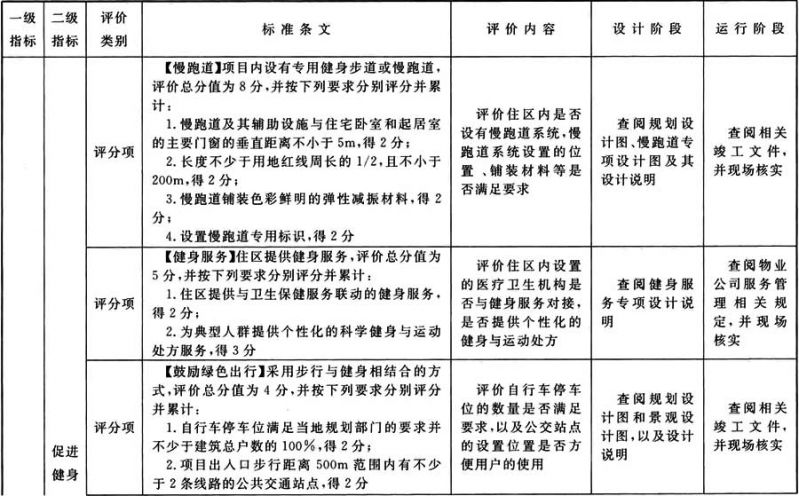 一级指标 二级指标 评价类别 标准条文 评价内容 设计阶段 运行阶段
促进健身
评分项
【慢跑道】项目内设有专用健身步道或慢跑道，
评价总分值为8分，并按下列要求分别评分并累
计：
1.慢跑道及其辅助设施与住宅卧室和起居室
的主要门窗的垂直距离不小于5m，得2分；
2.长度不少于用地红线周长的1/2，且不小于
200m，得2分；
3.慢跑道铺装色彩鲜明的弹性减振材料，得2
分；
4.设置慢跑道专用标识，得2分
评价住区内是否
设有慢跑道系统，慢
跑道系统设置的位
置、铺装材料等是
否满足要求
查阅规划设
计图、慢跑道专
项设计图及其
设计说明
查阅相关
竣工文件，
并现场核实
评分项
【健身服务】住区提供健身服务，评价总分值为
5分，并按下列要求分别评分并累计：
1.住区提供与卫生保健服务联动的健身服务，
得2分；
2.为典型人群提供个性化的科学健身与运动
处方服务，得3分
评价住区内设置
的医疗卫生机构是
否与健身服务对接，
是否提供个性化的
健身与运动处方
查阅健身服
务专项设计说
明
查阅物业
公司服务管
理相关规
定，并现场
核实
评分项
【鼓励绿色出行】采用步行与健身相结合的方
式，评价总分值为4分，并按下列要求分别评分
并累计：
1.自行车停车位满足当地规划部门的要求并
不少于建筑总户数的100%，得2分；
2.项目出入口步行距离500m范围内有不少
于2条线路的公共交通站点，得2分
评价自行车停车
位的数量是否满足
要求，以及公交站点
的设置位置是否方
便用户的使用
查阅规划设
计图和景观设
计图，以及设计
说明
查阅相关
竣工文件，
并现场核实